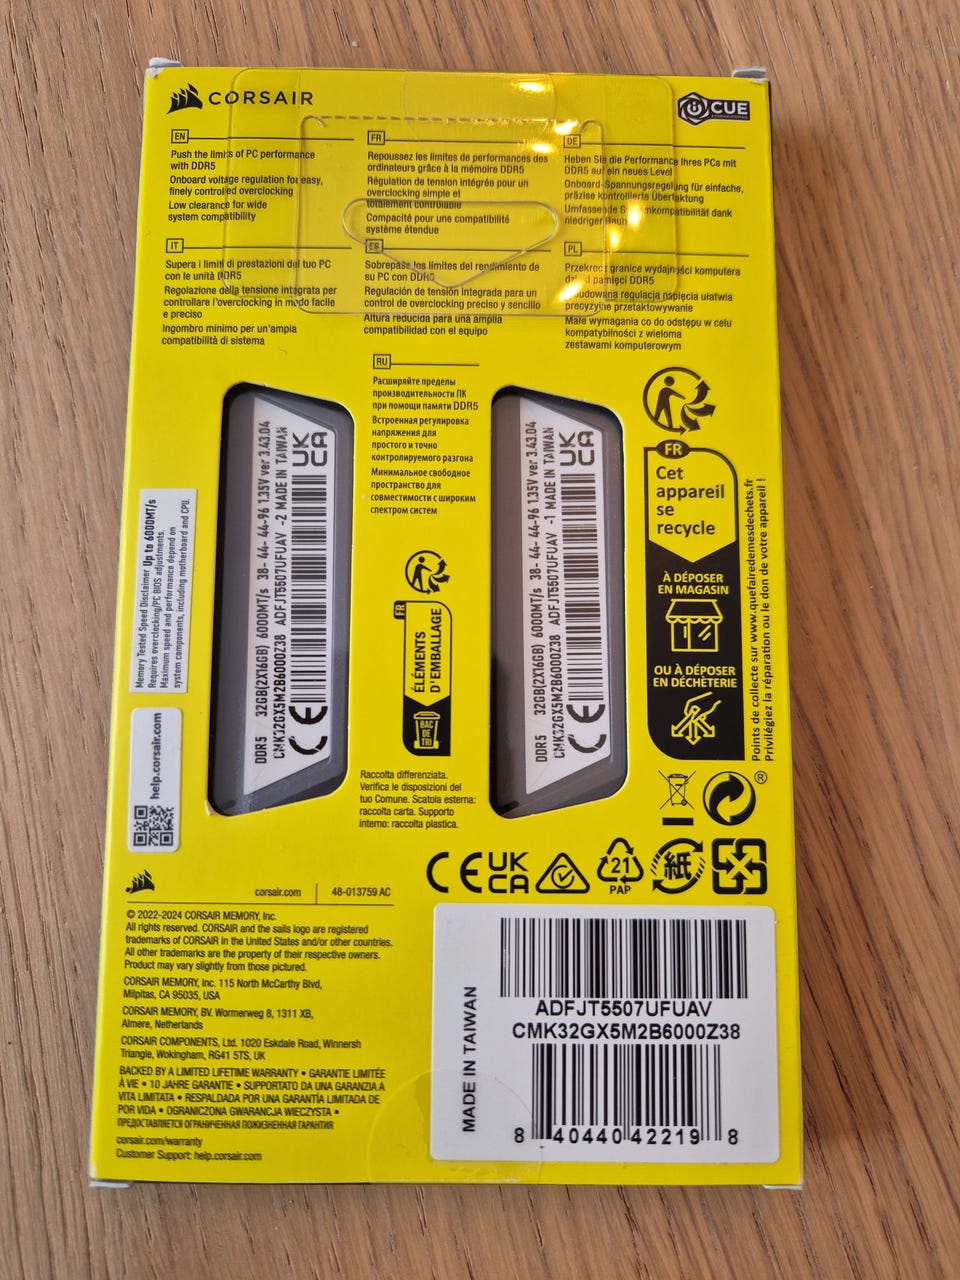 CORSAIR
iCUE
EN
Push the limits of PC performance
with DDR5
Onboard voltage regulation for easy,
finely controlled overclocking
Low clearance for wide
system compatibility
FR
Repoussez les limites de performances des
ordinateurs grâce à la mémoire DDR5
Régulation de tension intégrée pour un
overclocking simple et
totalement contrôlable
Compacité pour une compatibilité
système étendue
DE
Heben Sie die Performance Ihres PCs mit
DDR5 auf ein neues Level
Onboard-Spannungsregelung für einfache,
präzise kontrollierte Übertaktung
Umfassende Systemkompatibilität dank
niedriger Bauhöhe
IT
Supera i limiti di prestazioni del tuo PC
con le unità DDR5
Regolazione della tensione integrata per
controllare l'overclocking in modo facile
e preciso
Ingombro minimo per un'ampia
compatibilità di sistema
ES
Sobrepase los límites del rendimiento de
su PC con DDR5
Regulación de tensión integrada para un
control de overclocking preciso y sencillo
Altura reducida para una amplia
compatibilidad con el equipo
PL
Przekrocz granice wydajności komputera
dzięki pamięci DDR5
Wbudowana regulacja napięcia ułatwia
precyzyjne przetaktowywanie
Małe wymagania co do odstępu w celu
kompatybilności z wieloma
zestawami komputerowym
RU
Расширяйте пределы
производительности ПК
при помощи памяти DDR5
Встроенная регулировка
напряжения для
простого и точно
контролируемого разгона
Минимальное свободное
пространство для
совместимости с широким
спектром систем
Memory Tested Speed Disclaimer Up to 6000MT/s
Requires overclocking/PC BIOS adjustments.
Maximum speed and performance depend on
system components, including motherboard and CPU.
help.corsair.com
DDR5 32GB(2X16GB) 6000MT/s 38- 44- 44-96 1.35V ver 3.43.04
CMK32GX5M2B6000Z38 ADFJT5507UFUAV -2 MADE IN TAIWAN
CE
UK
CA
DDR5 32GB(2X16GB) 6000MT/s 38- 44- 44-96 1.35V ver 3.43.04
CMK32GX5M2B6000Z38 ADFJT5507UFUAV -1 MADE IN TAIWAN
CE
UK
CA
FR
ÉLÉMENTS
D'EMBALLAGE
BAC
DE
TRI
FR
Cet
appareil
se
recycle
À DÉPOSER
EN MAGASIN
OU À DÉPOSER
EN DÉCHÈTERIE
Points de collecte sur www.quefairedemesdechets.fr
Privilégiez la réparation ou le don de votre appareil !
Raccolta differenziata.
Verifica le disposizioni del
tuo Comune. Scatola esterna:
raccolta carta. Supporto
interno: raccolta plastica.
®
CE
UK
CA
21
PAP
紙
corsair.com
48-013759 AC
© 2022-2024 CORSAIR MEMORY, Inc.
All rights reserved. CORSAIR and the sails logo are registered
trademarks of CORSAIR in the United States and/or other countries.
All other trademarks are the property of their respective owners.
Product may vary slightly from those pictured.
CORSAIR MEMORY, Inc. 115 North McCarthy Blvd,
Milpitas, CA 95035, USA
CORSAIR MEMORY, BV. Wormerweg 8, 1311 XB,
Almere, Netherlands
CORSAIR COMPONENTS, Ltd. 1020 Eskdale Road, Winnersh
Triangle, Wokingham, RG41 5TS, UK
BACKED BY A LIMITED LIFETIME WARRANTY • GARANTIE LIMITÉE
À VIE • 10 JAHRE GARANTIE • SUPPORTATO DA UNA GARANZIA A
VITA LIMITATA • RESPALDADA POR UNA GARANTÍA LIMITADA DE
POR VIDA • OGRANICZONA GWARANCJA WIECZYSTA •
ПРЕДОСТАВЛЯЕТСЯ ОГРАНИЧЕННАЯ ПОЖИЗНЕННАЯ ГАРАНТИЯ
corsair.com/warranty
Customer Support: help.corsair.com
MADE IN TAIWAN
ADFJT5507UFUAV
CMK32GX5M2B6000Z38
8 40440 42219 8